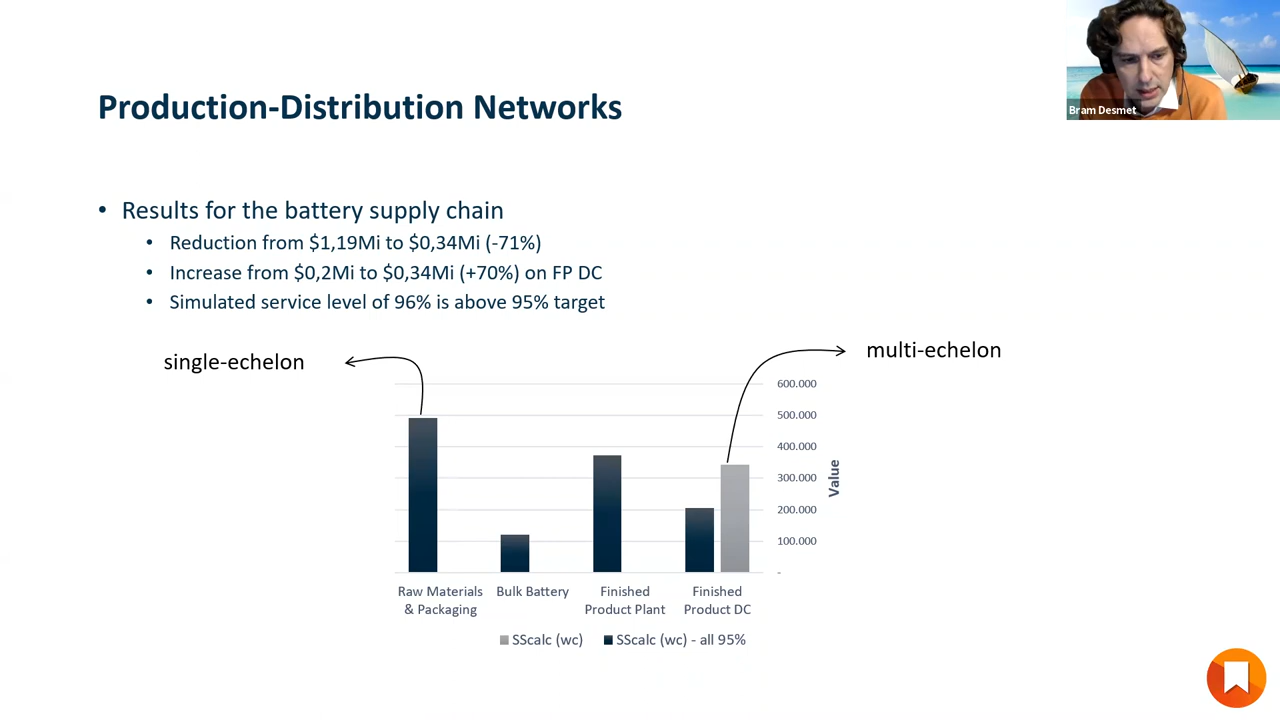 Bram Desmet
Production-Distribution Networks
• Results for the battery supply chain
• Reduction from $1,19Mi to $0,34Mi (-71%)
• Increase from $0,2Mi to $0,34Mi (+70%) on FP DC
• Simulated service level of 96% is above 95% target
single-echelon
multi-echelon
600.000
500.000
400.000
300.000
200.000
100.000
-
Value
Raw Materials
& Packaging
Bulk Battery
Finished
Product Plant
Finished
Product DC
SScalc (wc)
SScalc (wc) - all 95%